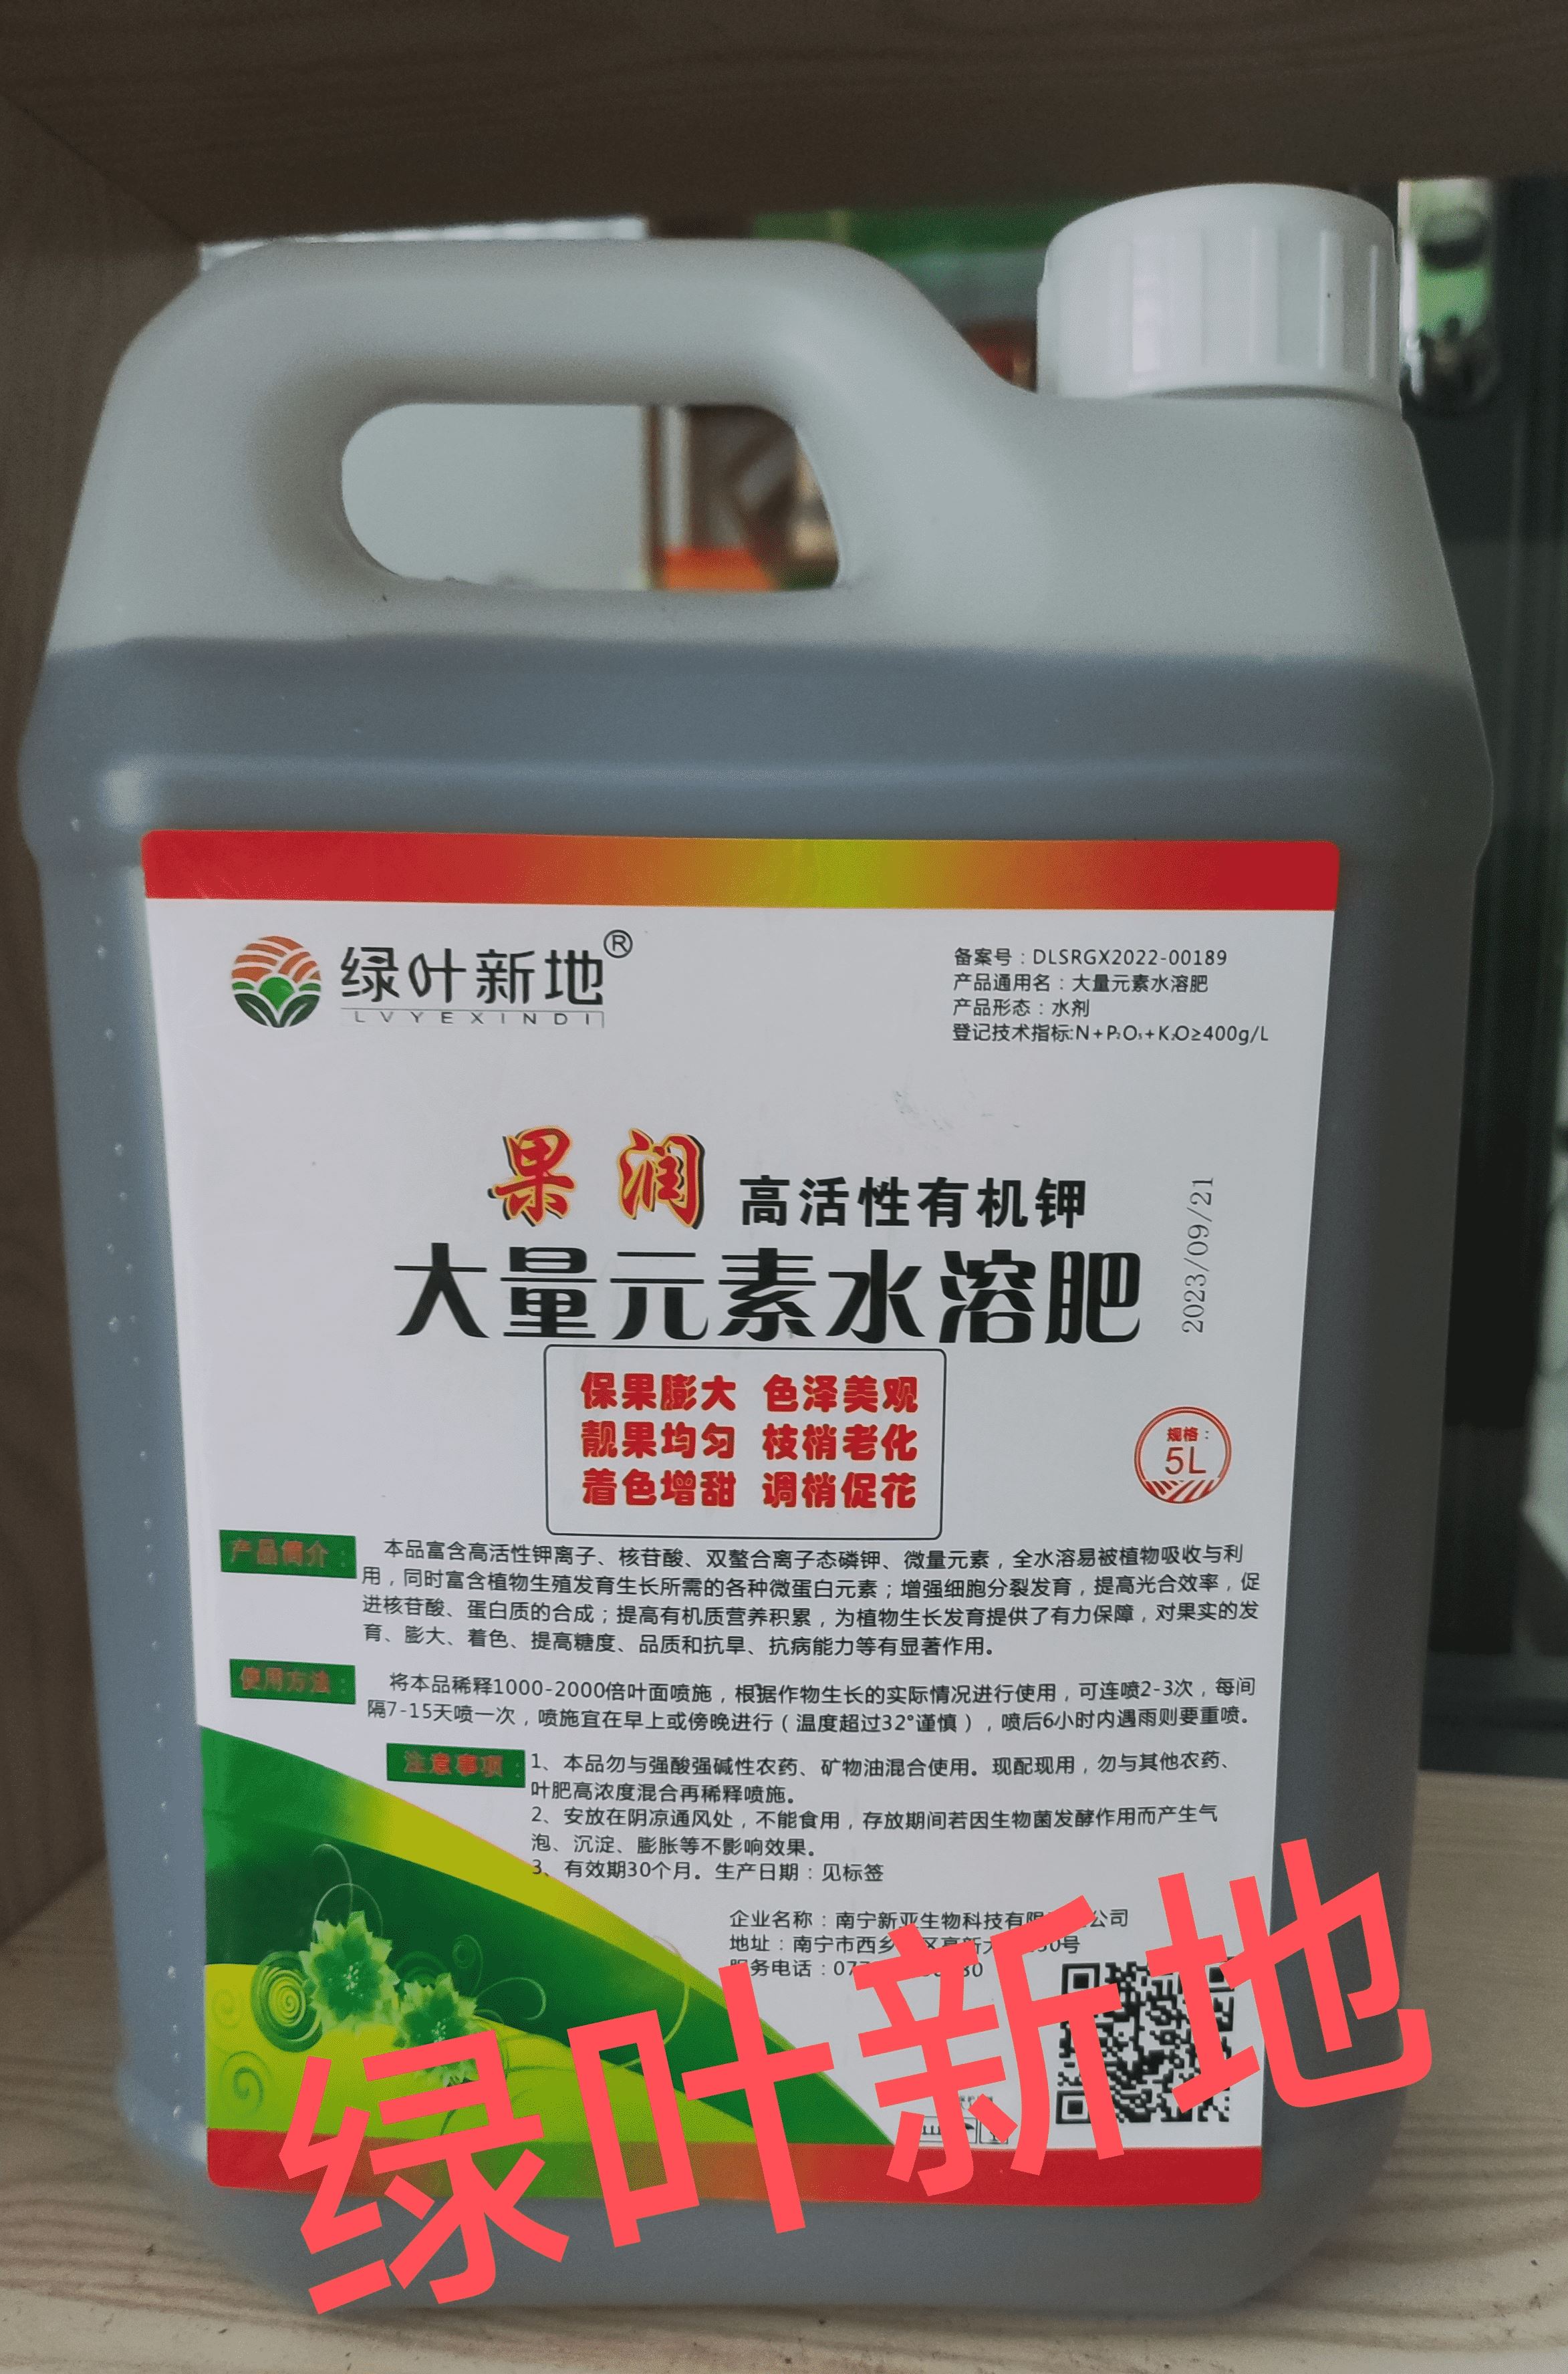 绿叶新地®
LVYEXINDI
备案号：DLSRGX2022-00189
产品通用名：大量元素水溶肥
产品形态：水剂
登记技术指标:N+P₂O₅+K₂O≥400g/L
果润 高活性有机钾
大量元素水溶肥
2023/09/21
保果膨大 色泽美观
靓果均匀 枝梢老化
着色增甜 调梢促花
规格：
5L
产品简介：
本品富含高活性钾离子、核苷酸、双螯合离子态磷钾、微量元素，全水溶易被植物吸收与利
用，同时富含植物生殖发育生长所需的各种微蛋白元素；增强细胞分裂发育，提高光合效率，促
进核苷酸、蛋白质的合成；提高有机质营养积累，为植物生长发育提供了有力保障，对果实的发
育、膨大、着色、提高糖度、品质和抗旱、抗病能力等有显著作用。
使用方法：
将本品稀释1000-2000倍叶面喷施，根据作物生长的实际情况进行使用，可连喷2-3次，每间
隔7-15天喷一次，喷施宜在早上或傍晚进行（温度超过32°谨慎），喷后6小时内遇雨则要重喷。
注意事项：
1、本品勿与强酸强碱性农药、矿物油混合使用。现配现用，勿与其他农药、
叶肥高浓度混合再稀释喷施。
2、安放在阴凉通风处，不能食用，存放期间若因生物菌发酵作用而产生气
泡、沉淀、膨胀等不影响效果。
3、有效期30个月。生产日期：见标签
企业名称：南宁新亚生物科技有限公司
地址：南宁市西乡
服务电话：
绿叶新地